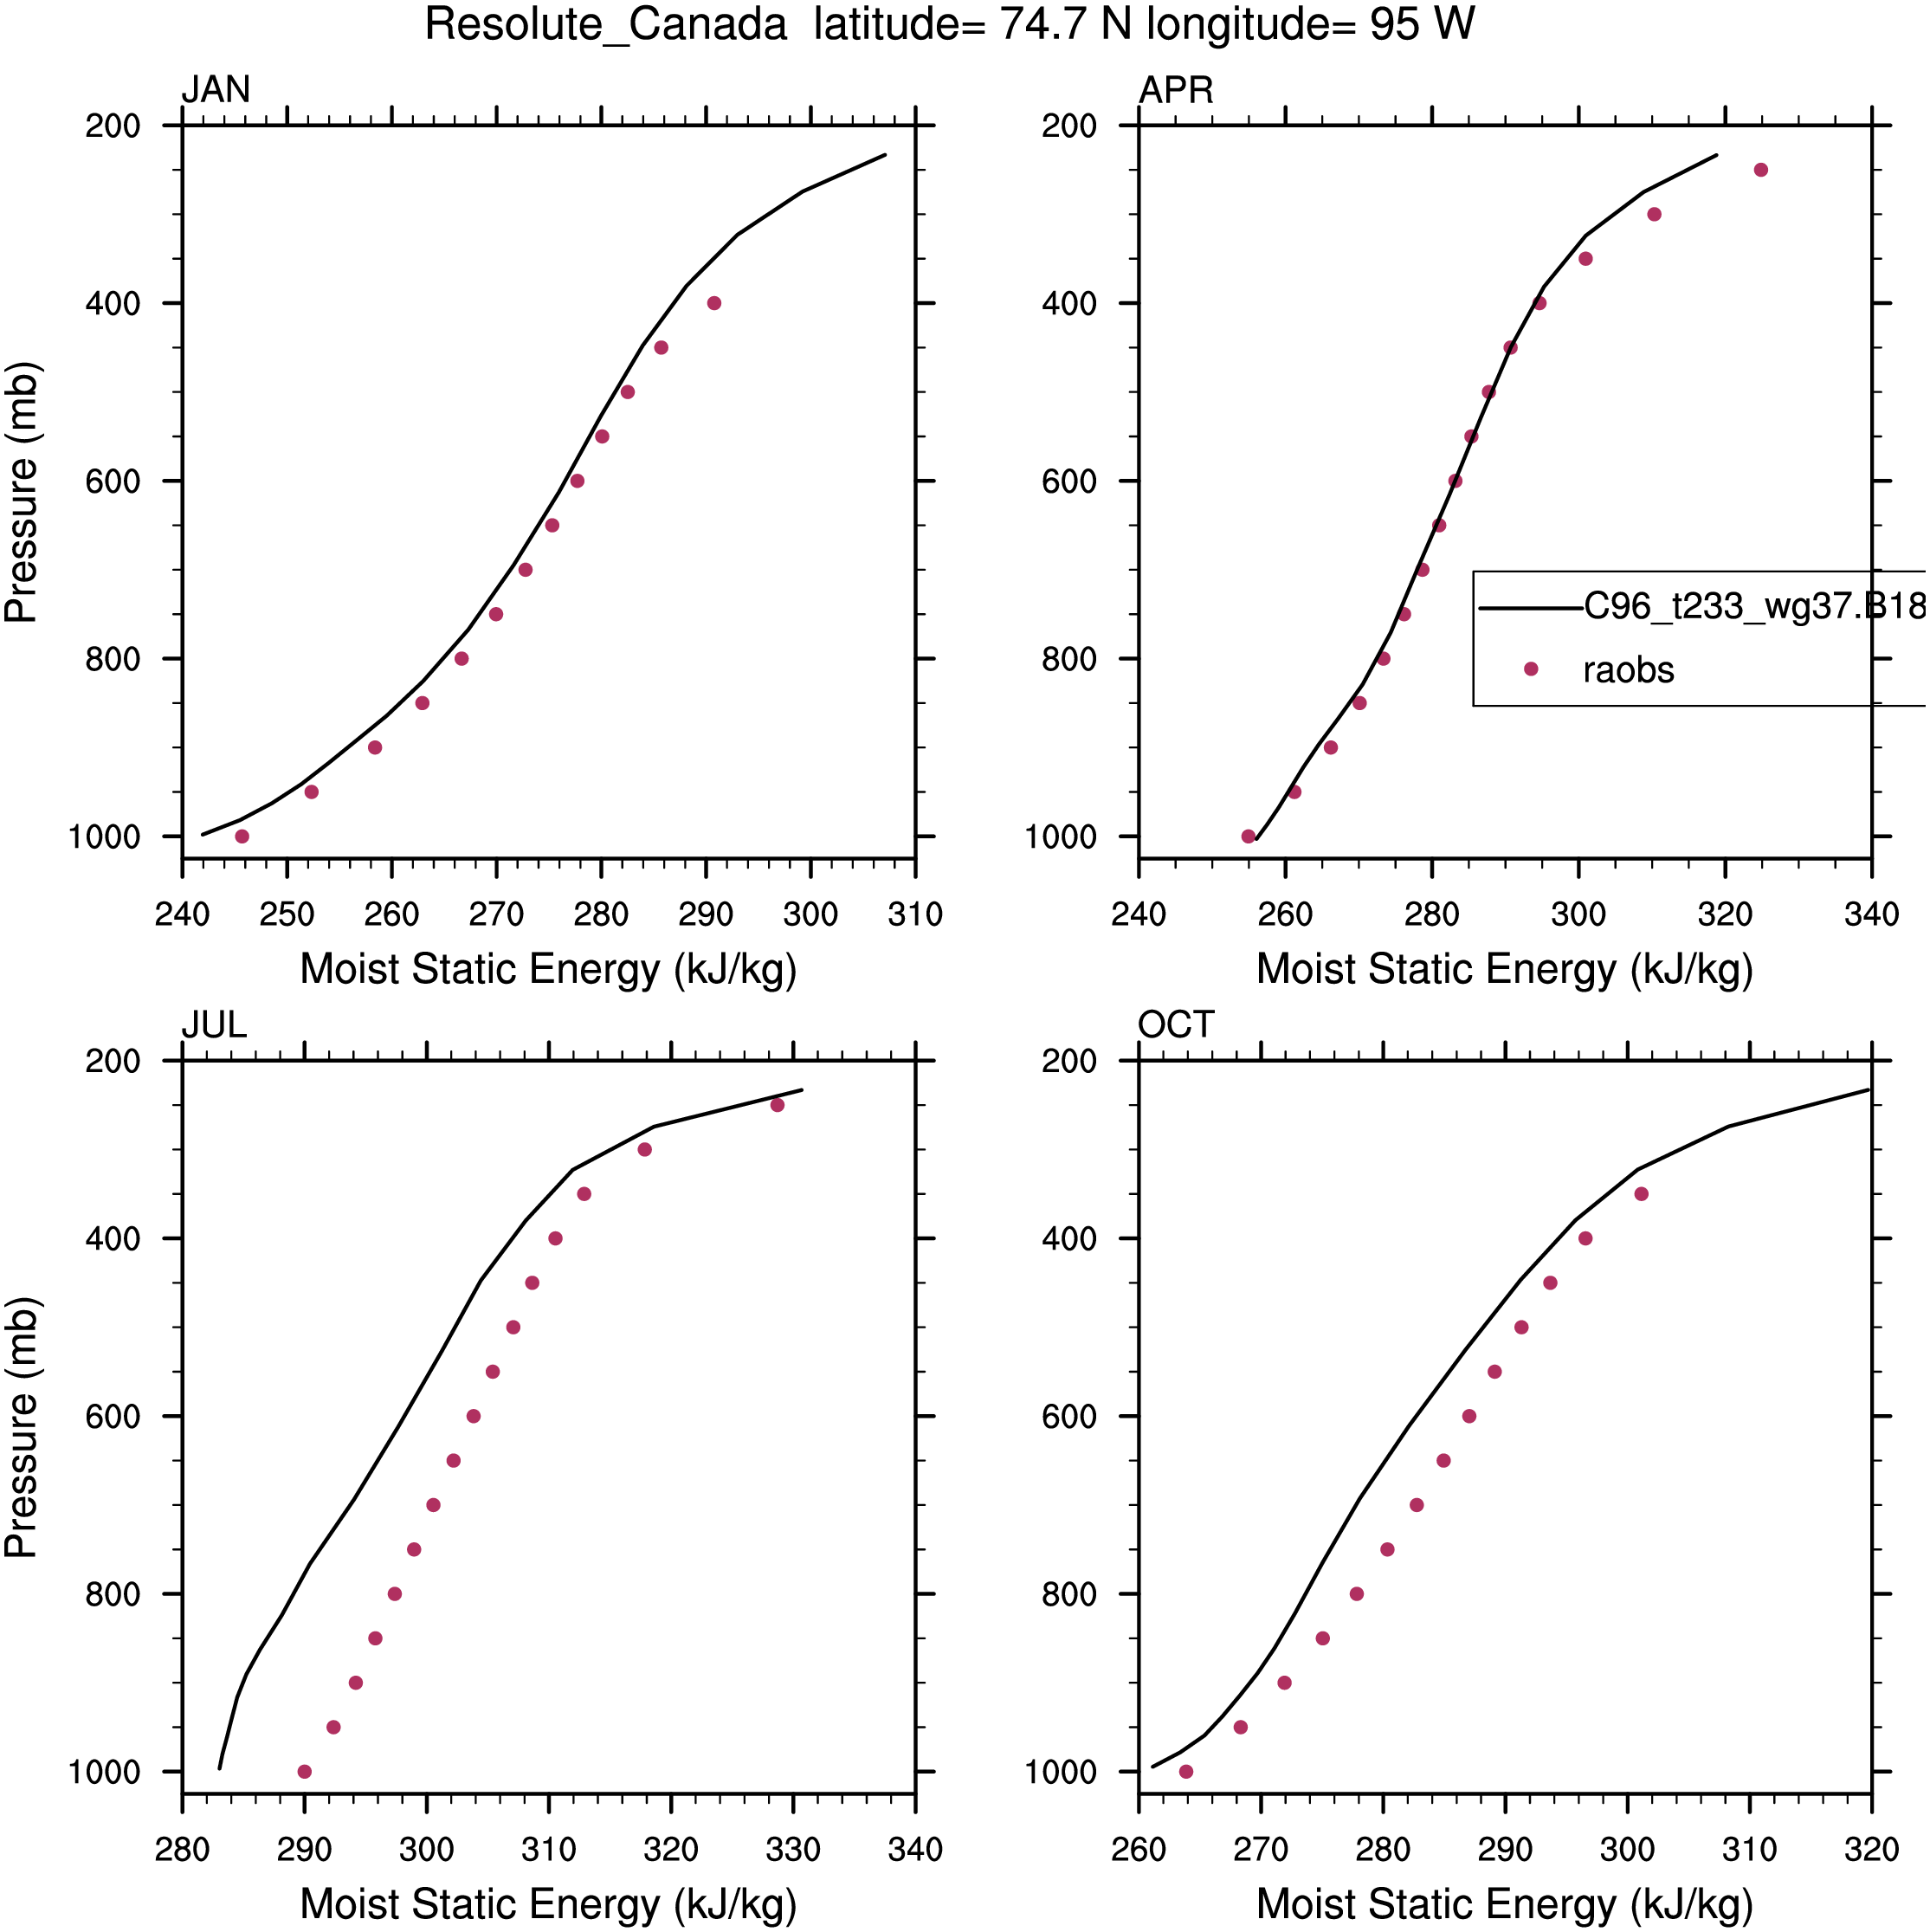 Resolute_Canada latitude= 74.7 N longitude= 95 W
JAN
200
400
600
800
1000
Pressure (mb)
240 250 260 270 280 290 300 310
Moist Static Energy (kJ/kg)
APR
200
400
600
800
1000
C96_t233_wg37.B18
raobs
240 260 280 300 320 340
Moist Static Energy (kJ/kg)
JUL
200
400
600
800
1000
Pressure (mb)
280 290 300 310 320 330 340
Moist Static Energy (kJ/kg)
OCT
200
400
600
800
1000
260 270 280 290 300 310 320
Moist Static Energy (kJ/kg)